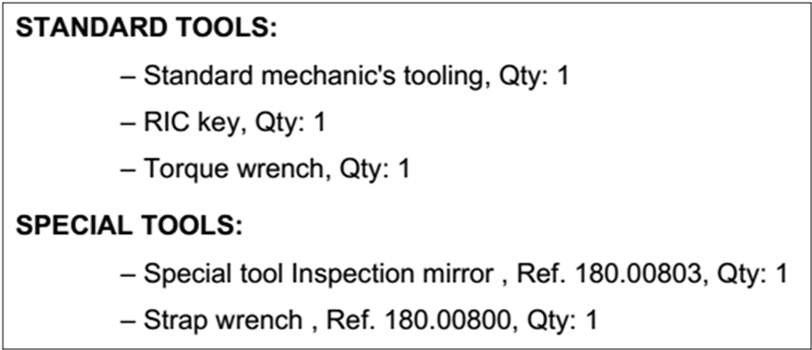 STANDARD TOOLS:
– Standard mechanic's tooling, Qty: 1
– RIC key, Qty: 1
– Torque wrench, Qty: 1
SPECIAL TOOLS:
– Special tool Inspection mirror , Ref. 180.00803, Qty: 1
– Strap wrench , Ref. 180.00800, Qty: 1